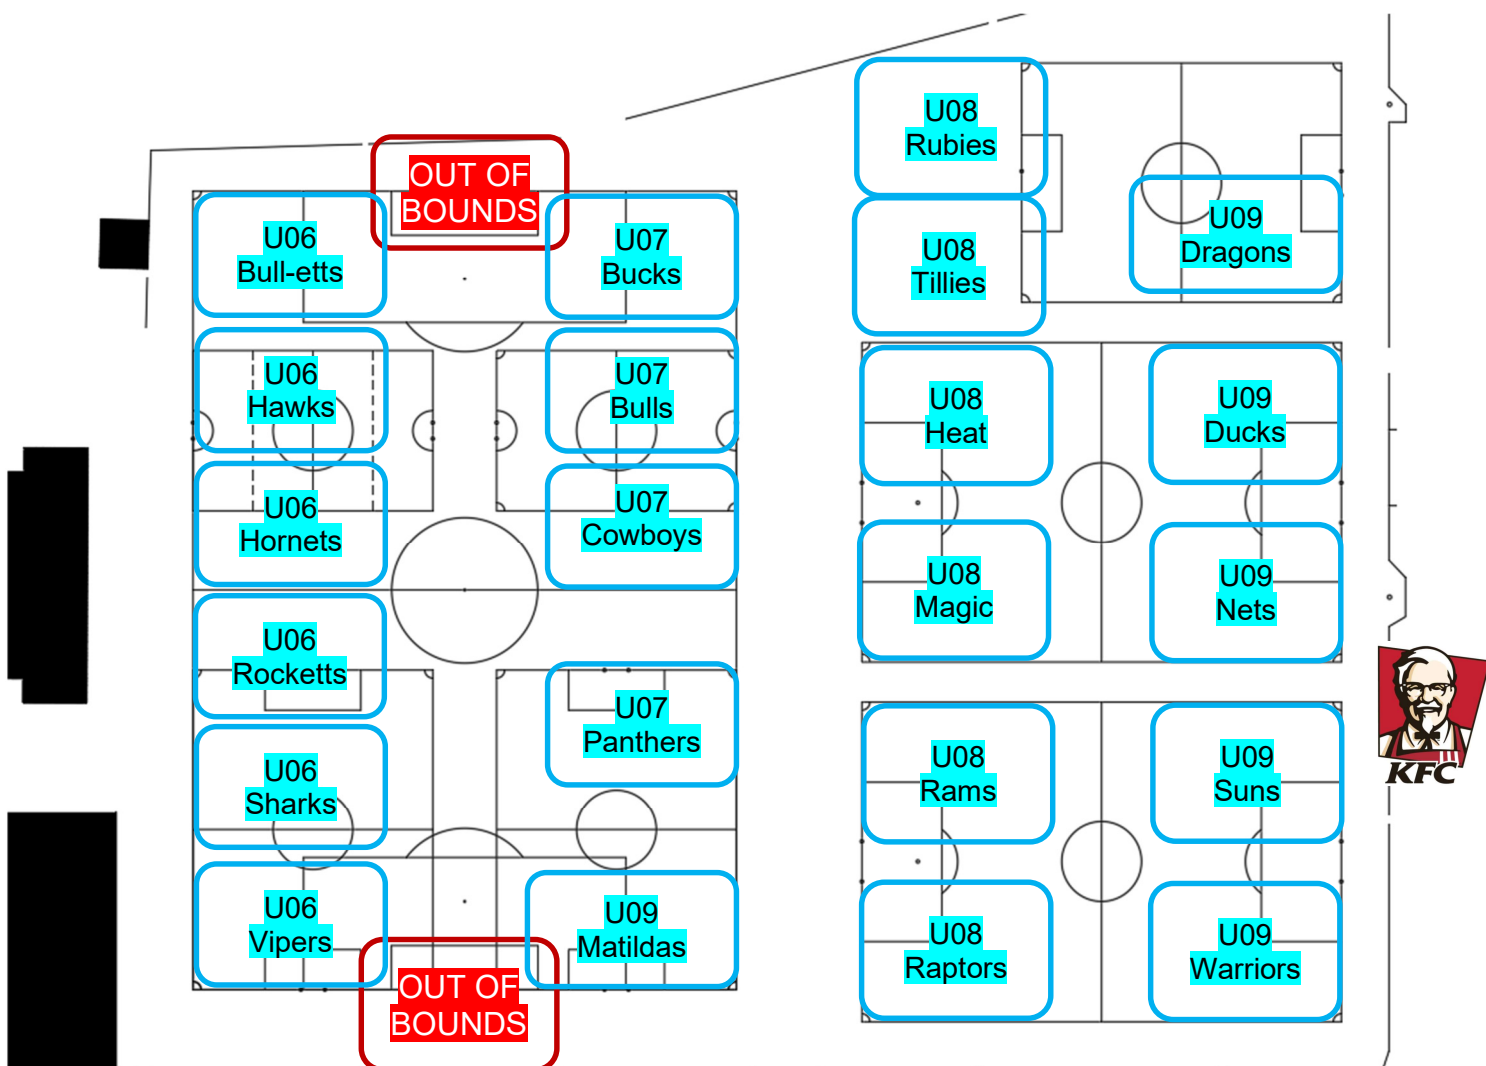 OUT OF
BOUNDS
U06
Bull-etts
U07
Bucks
U06
Hawks
U07
Bulls
U06
Hornets
U07
Cowboys
U06
Rocketts
U07
Panthers
U06
Sharks
U06
Vipers
U09
Matildas
OUT OF
BOUNDS
U08
Rubies
U09
Dragons
U08
Tillies
U08
Heat
U09
Ducks
U08
Magic
U09
Nets
U08
Rams
U09
Suns
U08
Raptors
U09
Warriors
KFC